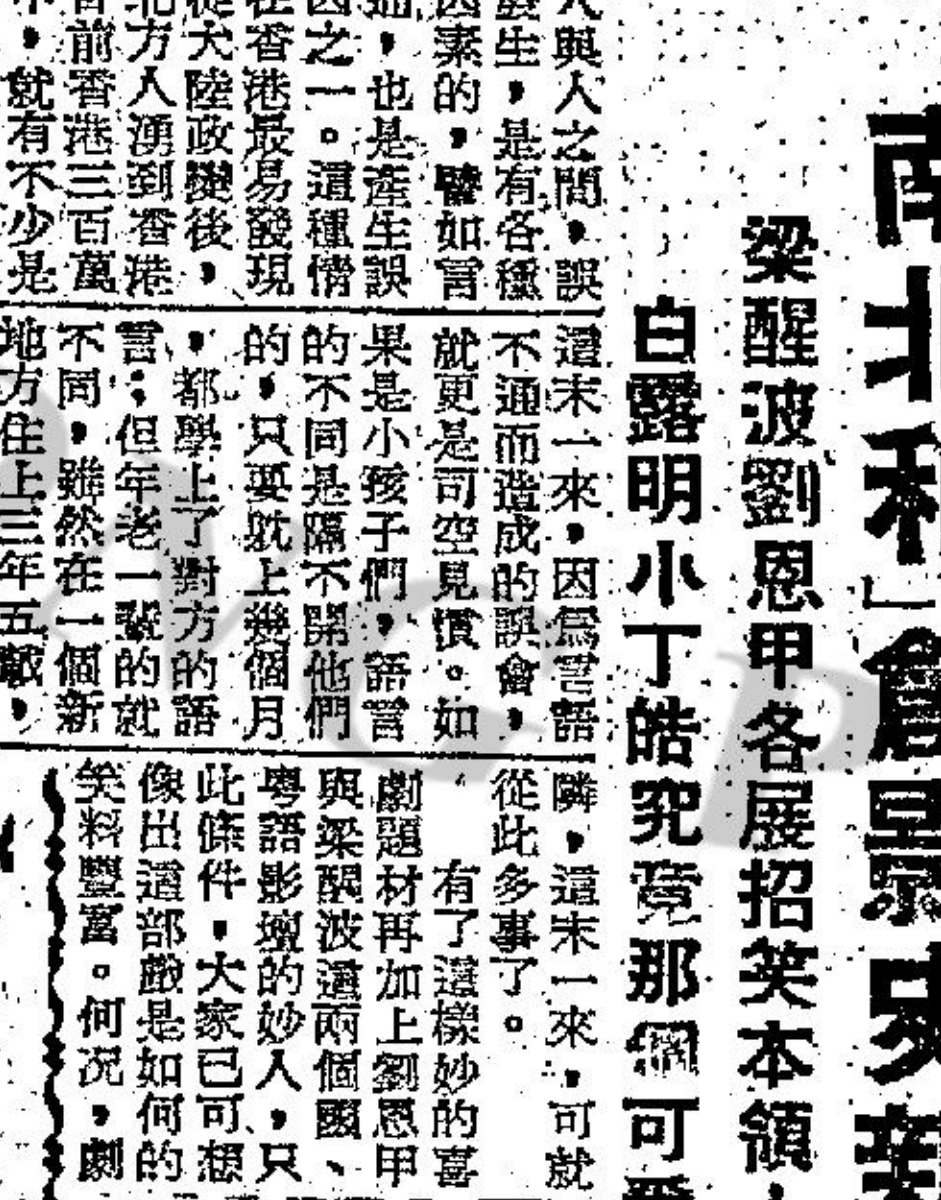 南北和」
梁醒波劉恩甲各展招笑本領
白露明小丁皓究竟那個可
人與人之間，誤
發生，是有各種
因素的，譬如言
通，也是產生誤
因之一。這種情
在香港最易發現
從大陸政變後，
北方人湧到香港
前香港三百萬
，就有不少是
這末一來，因爲言語
不通而造成的誤會，
就更是司空見慣。如
果是小孩子們，語言
的不同是隔不開他們
的，只要玩上幾個月
，都學上了對方的語
言；但年老一輩的就
不同，雖然在一個新
地方住上三年五載，
隣，這末一來，可就
從此多事了。
有了這樣妙的喜
劇題材再加上劉恩甲
與梁醒波這兩個國、
粵語影壇的妙人，只
此條件，大家已可想
像出這部戲是如何的
笑料豐富。何況，劇